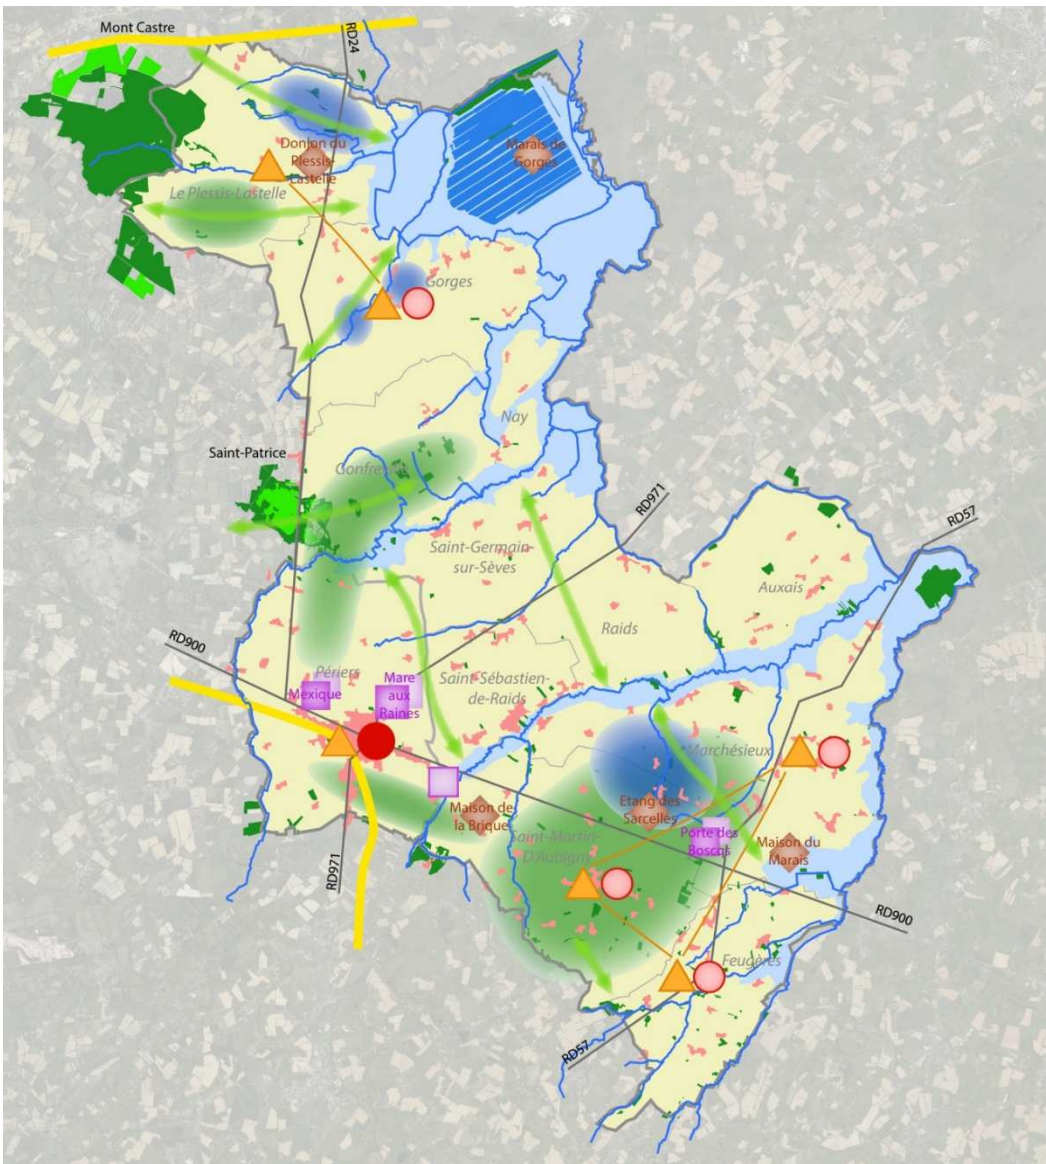 Mont Castre
RD24
Donjon du
Plessis-
Lastelle
Marais de
Gorges
Le Plessis-Lastelle
Gorges
Nay
Saint-Patrice
Gonfreville
RD971
RD57
Saint-Germain-
sur-Sèves
Auxais
Raids
RD900
Périers
Mexique
Mare
aux
Raines
Saint-Sébastien-
de-Raids
Marchésieux
Etang des
Sarcelles
Maison de
la Brique
Saint-Martin-
D'Aubigny
Porte des
Boscqs
Maison du
Marais
RD971
RD900
Feugères
RD57